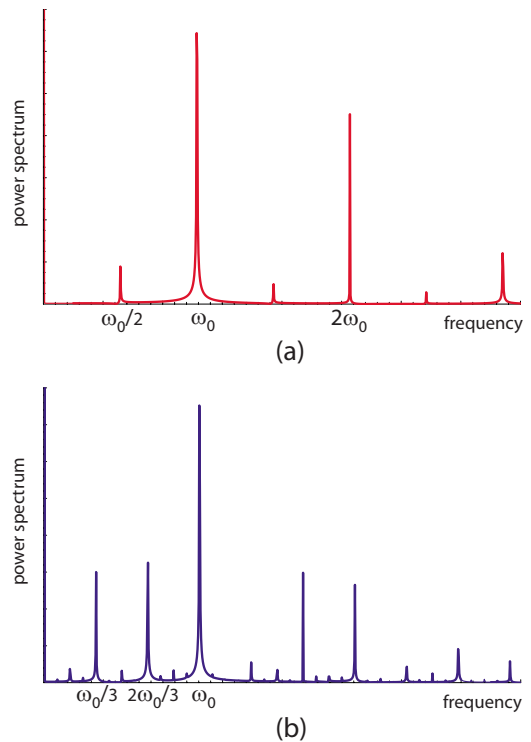 power spectrum
ω₀/2 ω₀ 2ω₀ frequency
(a)
power spectrum
ω₀/3 2ω₀/3 ω₀ frequency
(b)